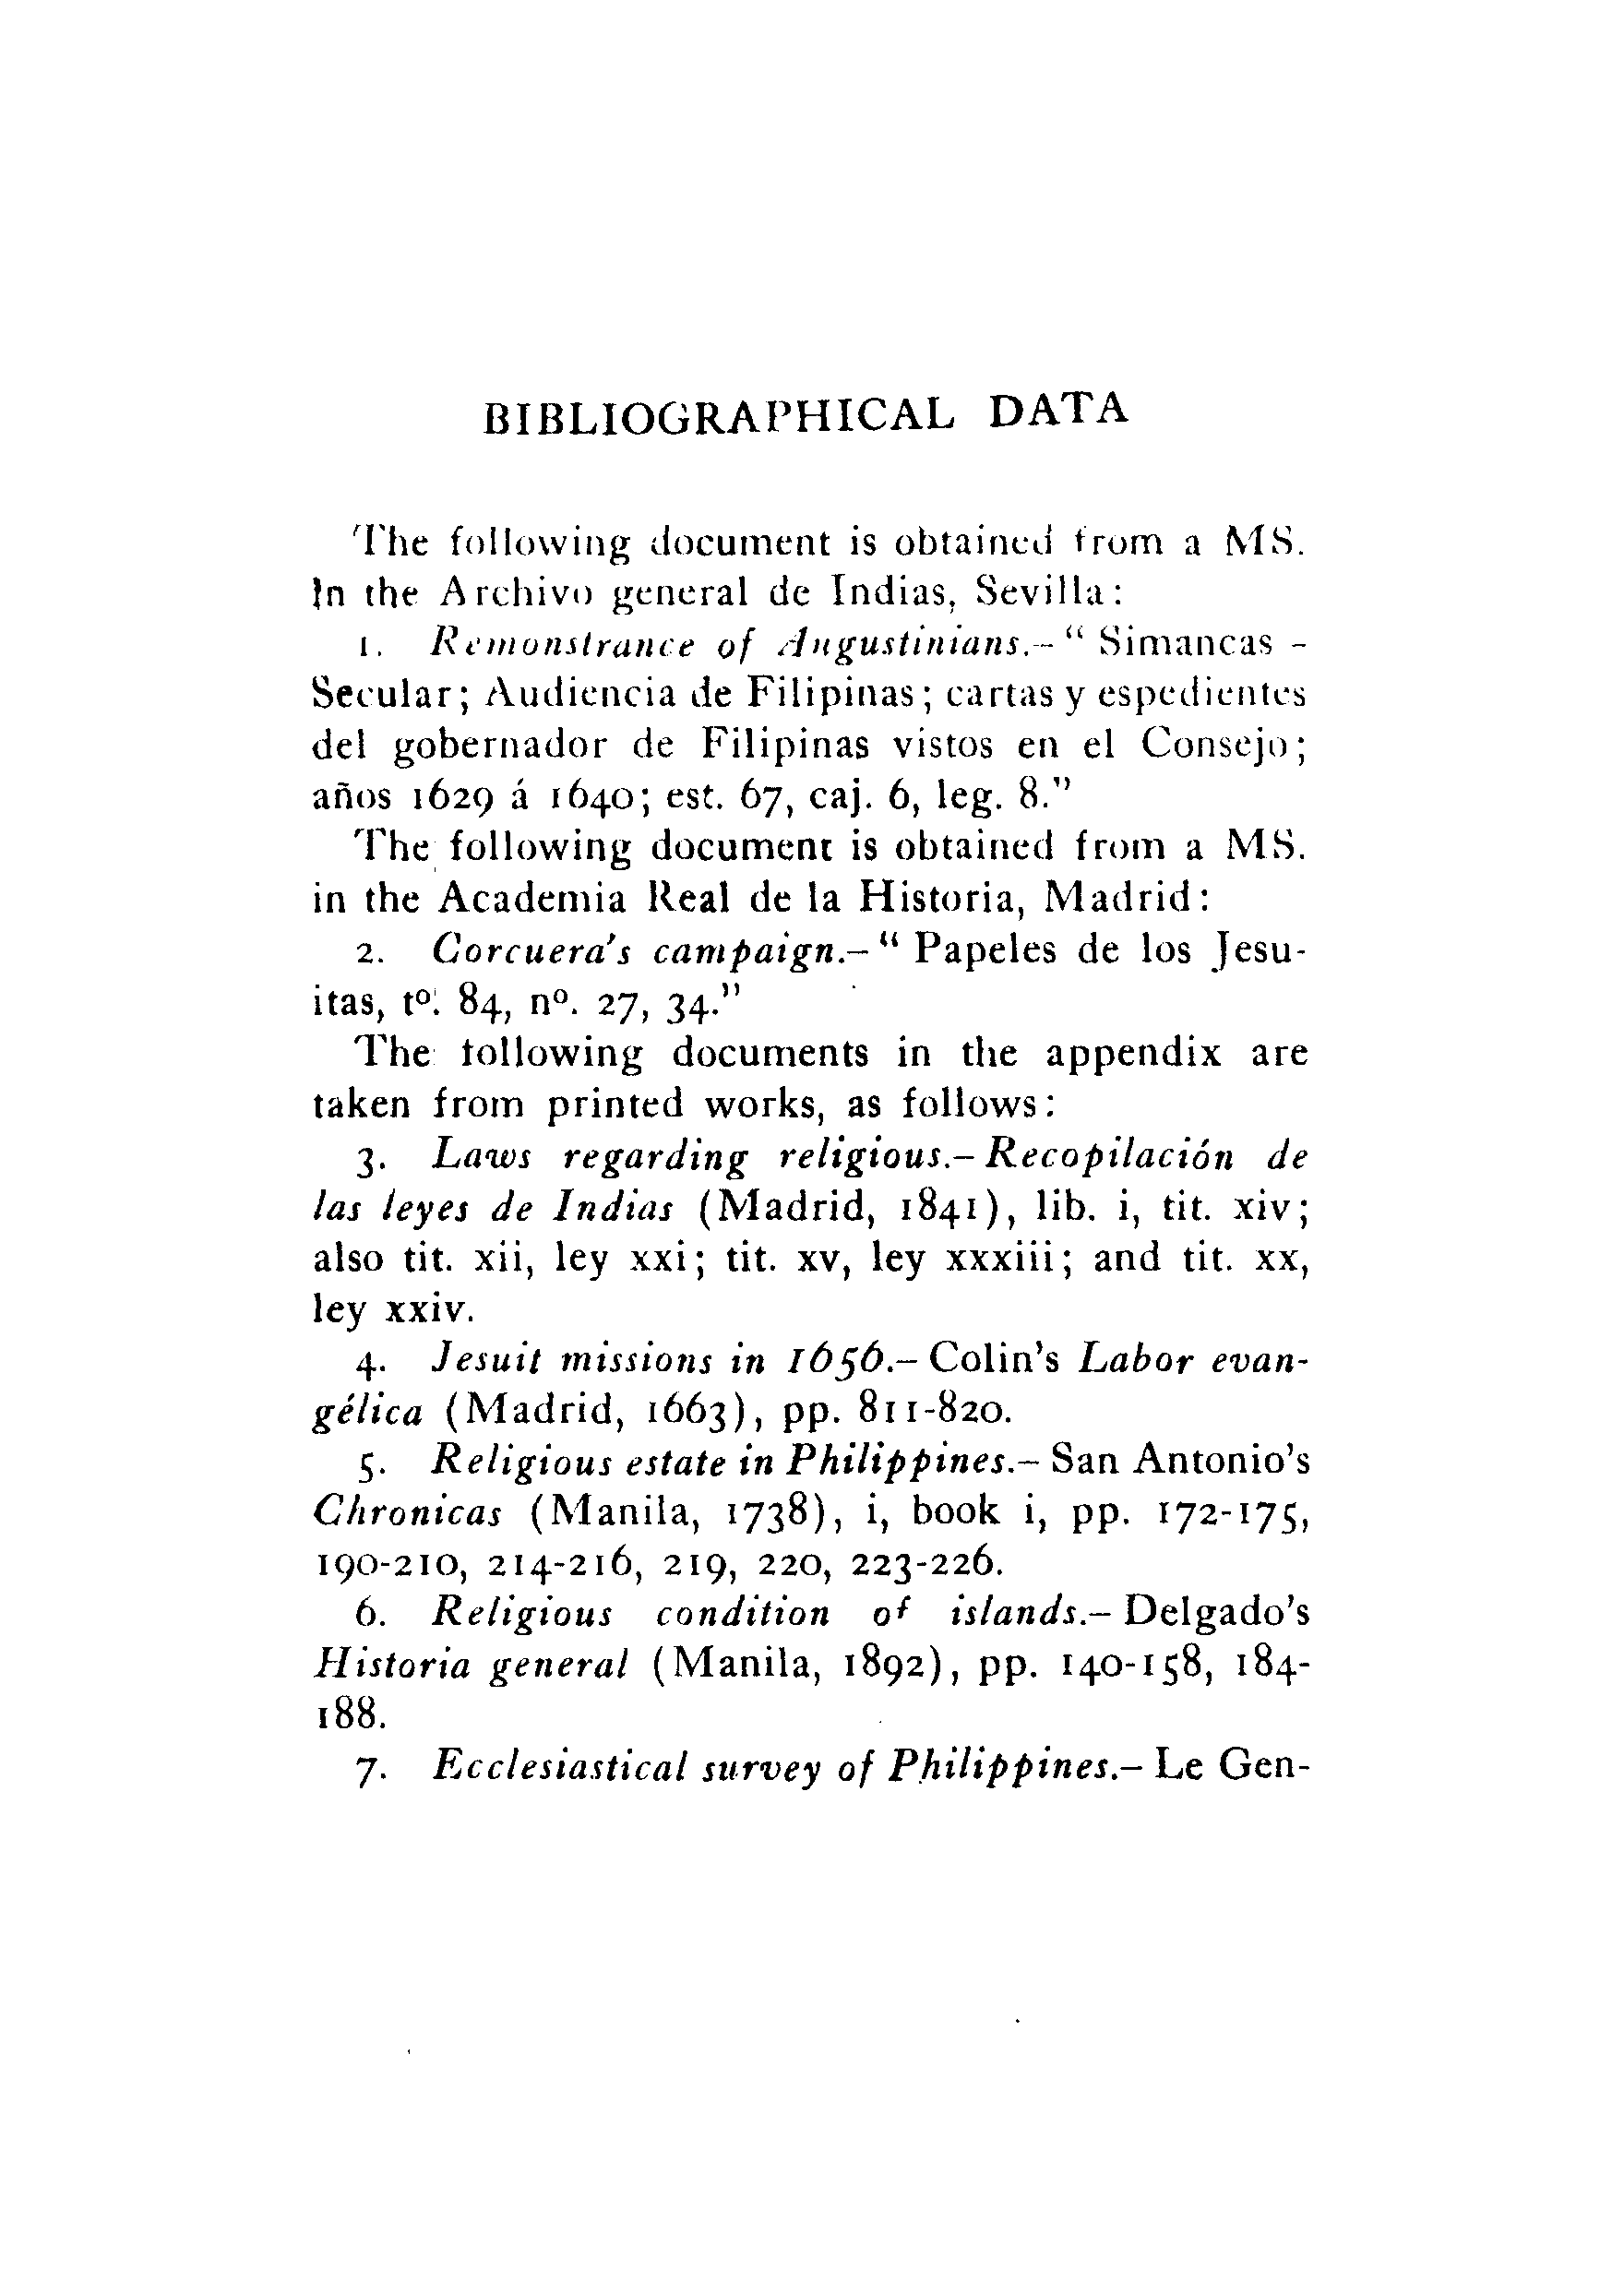 BIBLIOGRAPHICAL DATA
The following document is obtained from a MS.
in the Archivo general de Indias, Sevilla:
1. Remonstrance of Augustinians.– “ Simancas –
Secular; Audiencia de Filipinas; cartas y espedientes
del gobernador de Filipinas vistos en el Consejo;
años 1629 á 1640; est. 67, caj. 6, leg. 8.”
The following document is obtained from a MS.
in the Academia Real de la Historia, Madrid:
2. Corcuera's campaign.– “ Papeles de los Jesu-
itas, tº. 84, nº. 27, 34.”
The following documents in the appendix are
taken from printed works, as follows:
3. Laws regarding religious.– Recopilación de
las leyes de Indias (Madrid, 1841), lib. i, tit. xiv;
also tit. xii, ley xxi; tit. xv, ley xxxiii; and tit. xx,
ley xxiv.
4. Jesuit missions in 1656.– Colin's Labor evan-
gélica (Madrid, 1663), pp. 811-820.
5. Religious estate in Philippines.– San Antonio's
Chronicas (Manila, 1738), i, book i, pp. 172-175,
190-210, 214-216, 219, 220, 223-226.
6. Religious condition of islands.– Delgado's
Historia general (Manila, 1892), pp. 140-158, 184-
188.
7. Ecclesiastical survey of Philippines.– Le Gen-